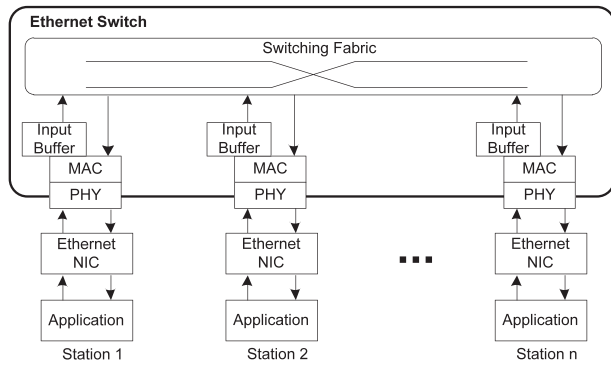 Ethernet Switch
Switching Fabric
Input
Buffer
Input
Buffer
Input
Buffer
MAC
MAC
MAC
PHY
PHY
PHY
Ethernet
NIC
Ethernet
NIC
Ethernet
NIC
Application
Application
Application
Station 1
Station 2
Station n